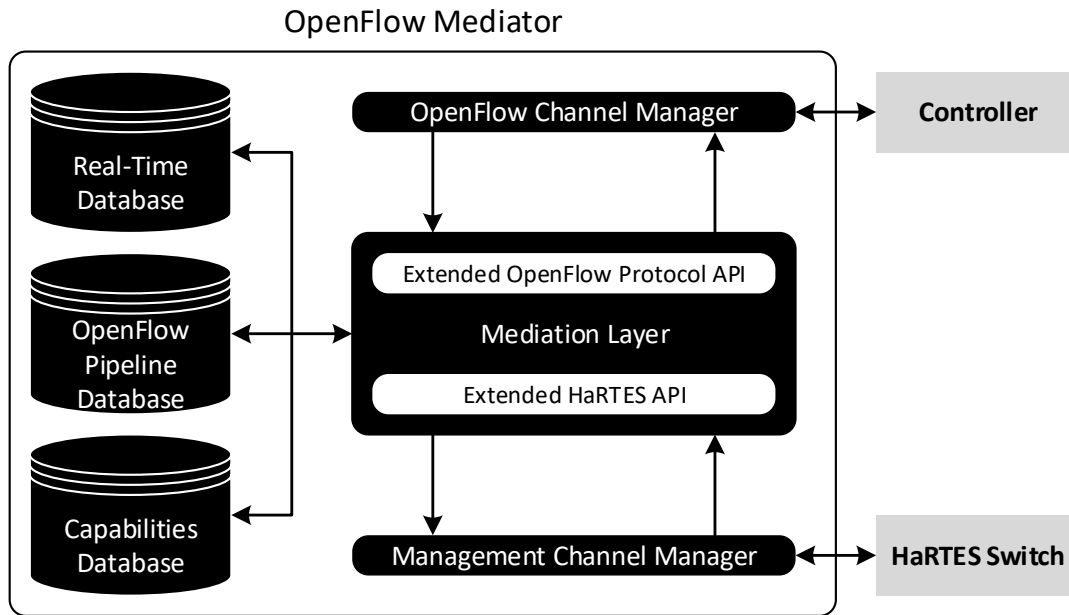 OpenFlow Mediator
Real-Time
Database
OpenFlow
Pipeline
Database
Capabilities
Database
OpenFlow Channel Manager
Extended OpenFlow Protocol API
Mediation Layer
Extended HaRTES API
Management Channel Manager
Controller
HaRTES Switch